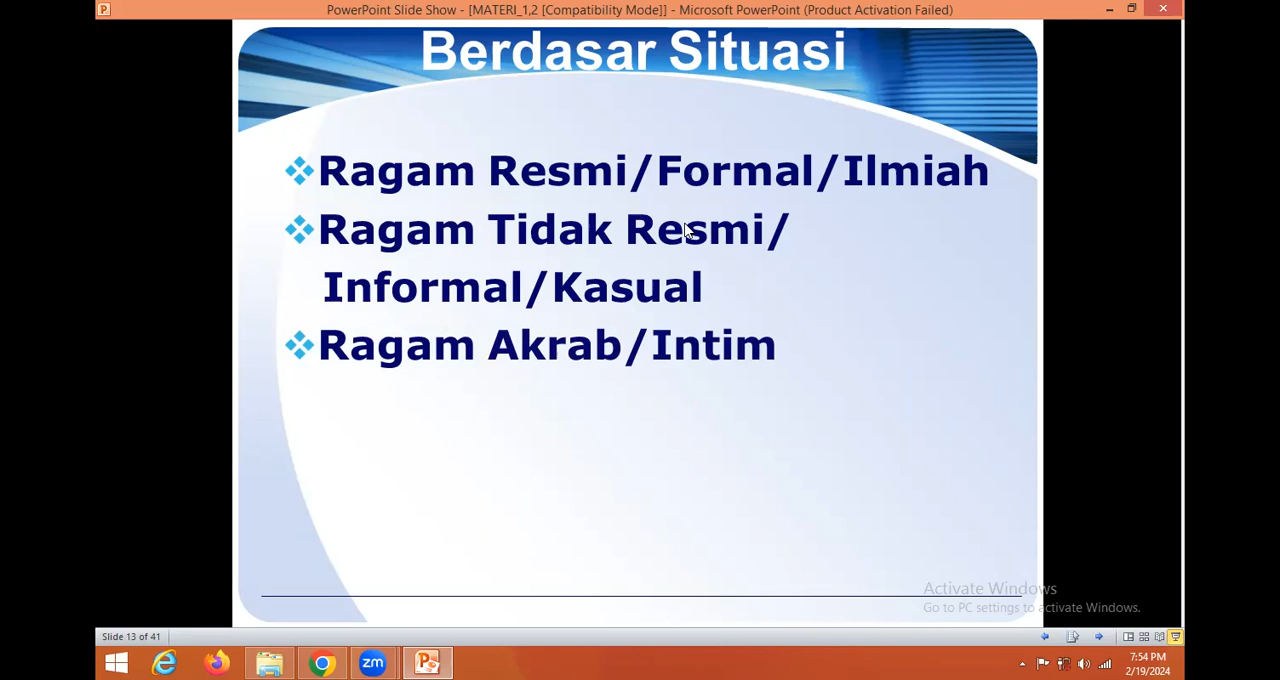 PowerPoint Slide Show - [MATERI_1,2 [Compatibility Mode]] - Microsoft PowerPoint (Product Activation Failed)
Berdasar Situasi
Ragam Resmi/Formal/Ilmiah
Ragam Tidak Resmi/
Informal/Kasual
Ragam Akrab/Intim
Activate Windows
Go to PC settings to activate Windows.
Slide 13 of 41
zm
7:54 PM
2/19/2024